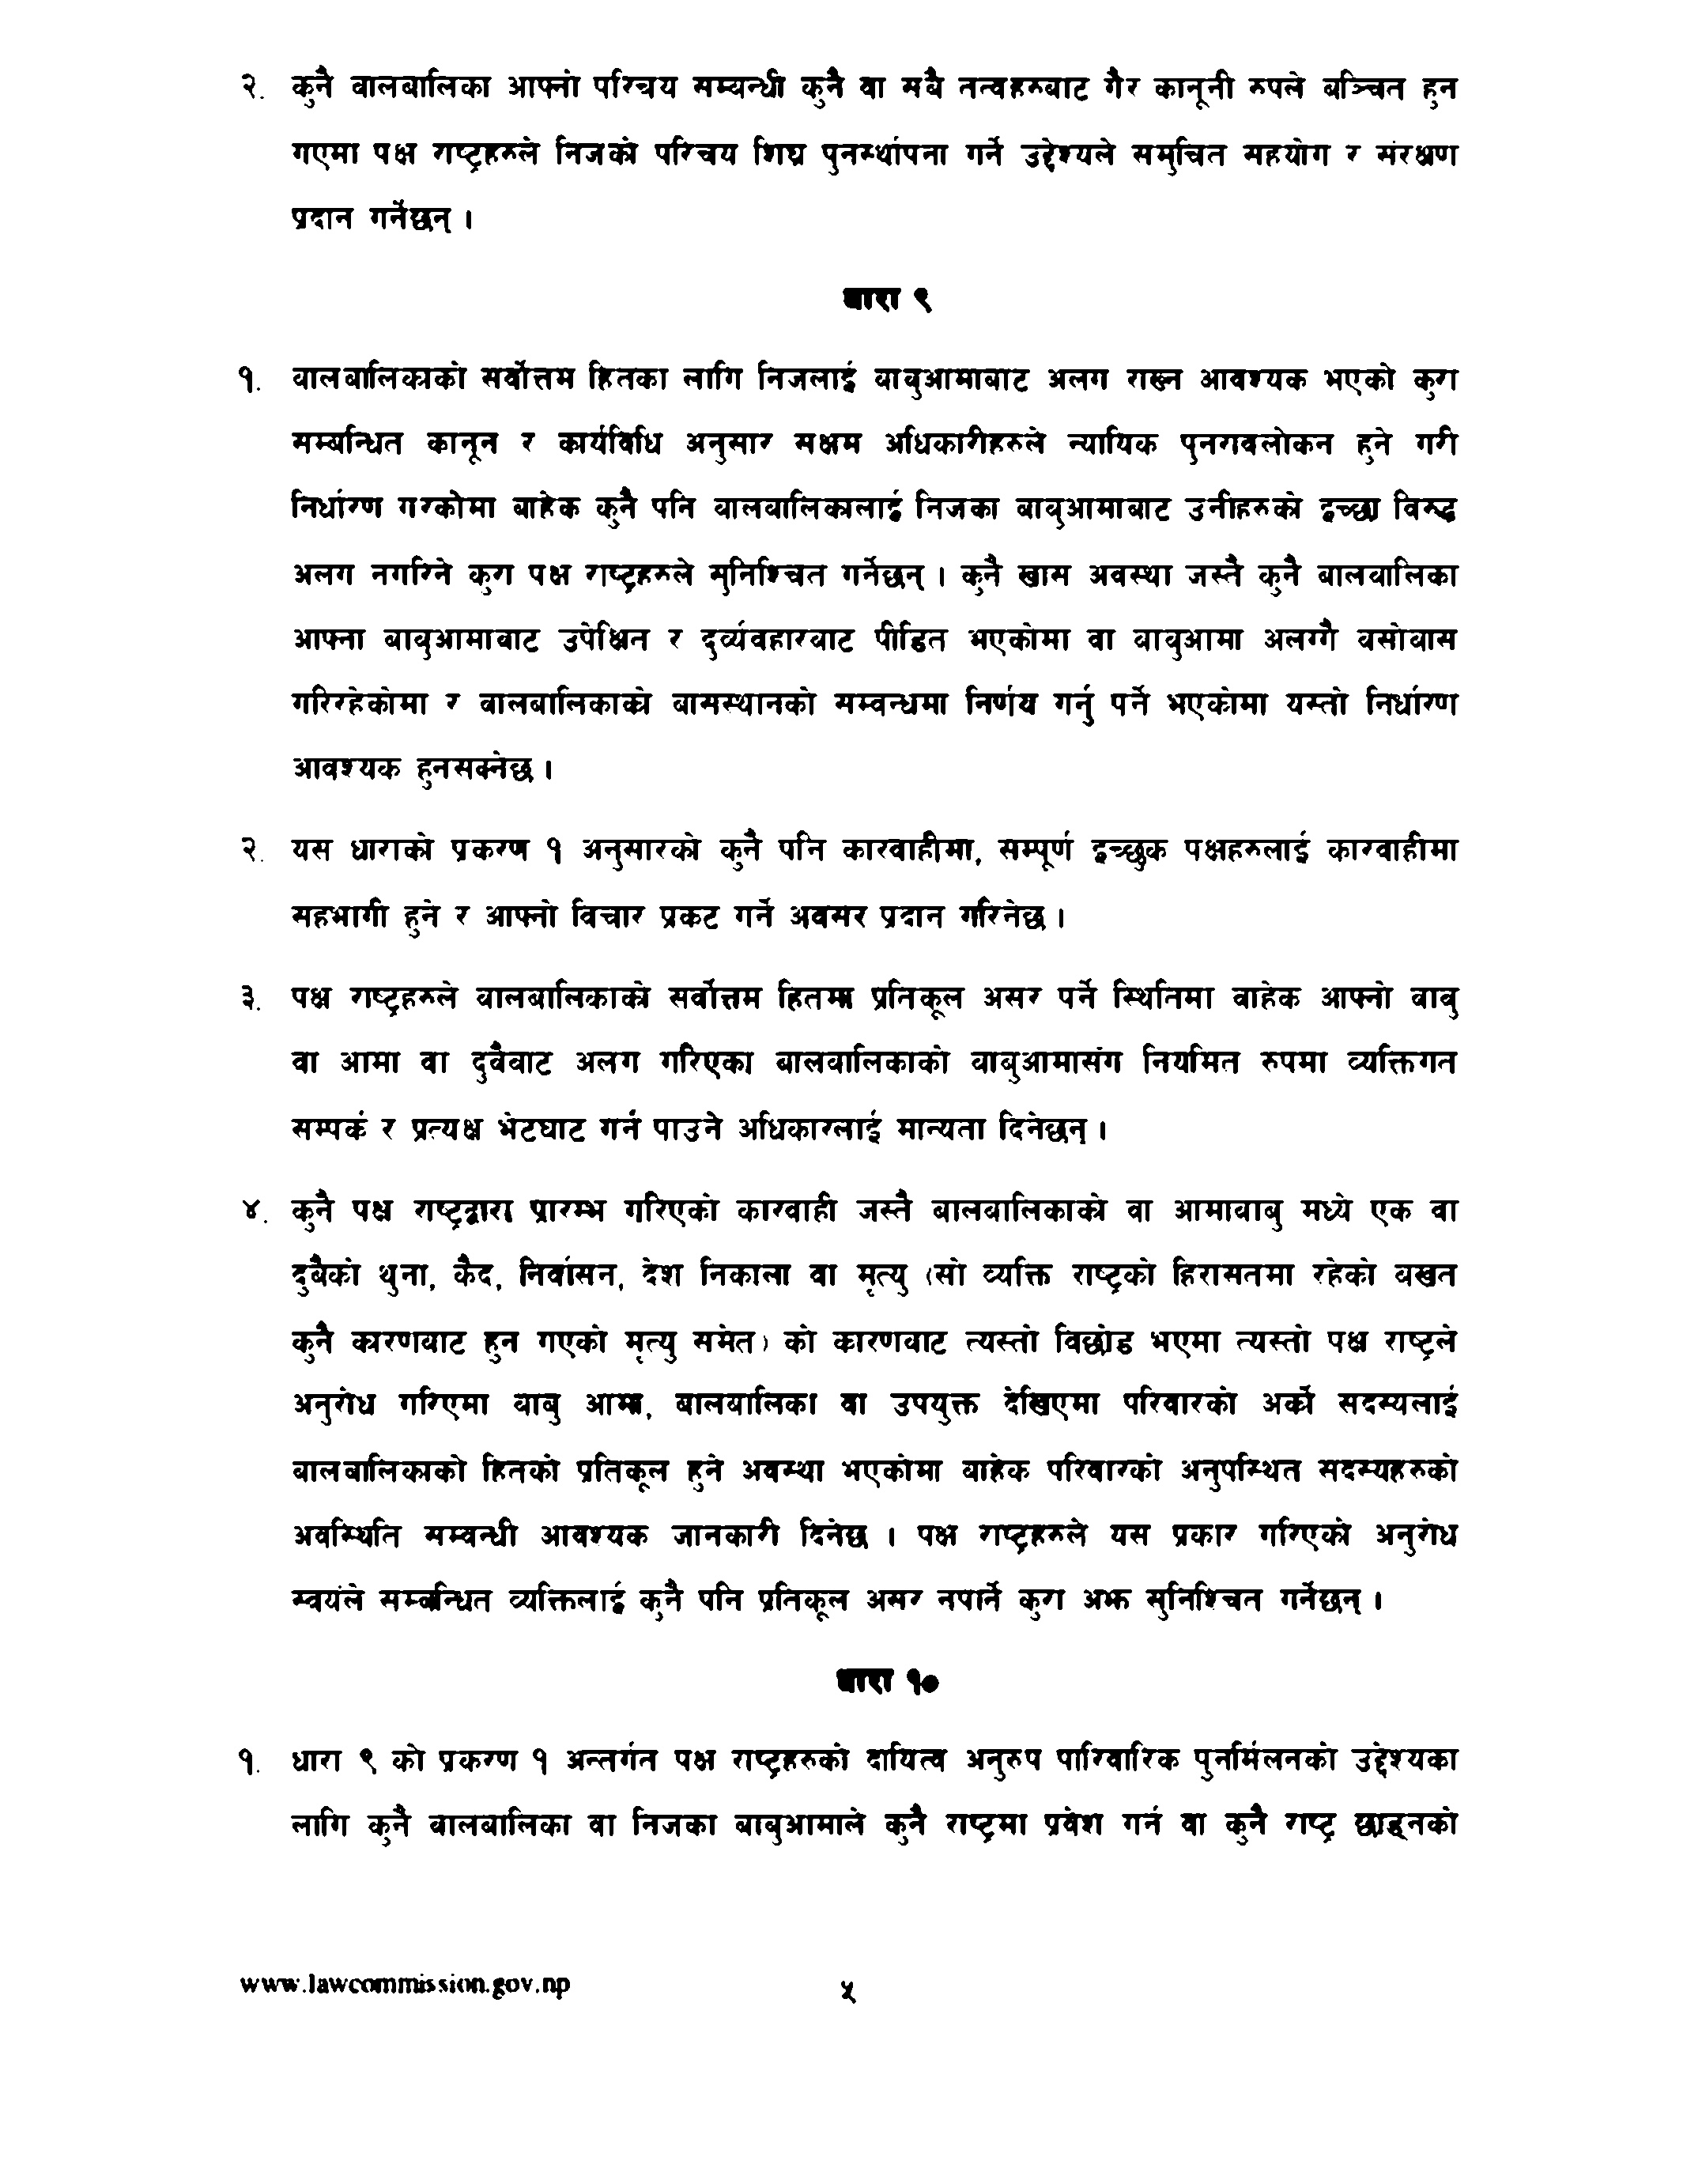 २. कुनै बालबालिका आफ्नो परिचय सम्बन्धी कुनै वा सबै तत्वहरुबाट गैर कानूनी रुपले बञ्चित हुन
गएमा पक्ष राष्ट्रहरुले निजको परिचय शिघ्र पुनर्स्थापना गर्ने उद्देश्यले समुचित सहयोग र संरक्षण
प्रदान गर्नेछन् ।
धारा ९
१. बालबालिकाको सर्वोत्तम हितका लागि निजलाई बाबुआमाबाट अलग राख्न आवश्यक भएको कुरा
सम्बन्धित कानून र कार्यविधि अनुसार सक्षम अधिकारीहरुले न्यायिक पुनरावलोकन हुने गरी
निर्धारण गरेकोमा बाहेक कुनै पनि बालबालिकालाई निजका बाबुआमाबाट उनीहरुको इच्छा विरुद्ध
अलग नगरिने कुरा पक्ष राष्ट्रहरुले सुनिश्चित गर्नेछन् । कुनै खास अवस्था जस्तै कुनै बालबालिका
आफ्ना बाबुआमाबाट उपेक्षित र दुर्व्यवहारबाट पीडित भएकोमा वा बाबुआमा अलग्गै बसोबास
गरिरहेकोमा र बालबालिकाको बासस्थानको सम्बन्धमा निर्णय गर्नु पर्ने भएकोमा यस्तो निर्धारण
आवश्यक हुनसक्नेछ ।
२. यस धाराको प्रकरण १ अनुसारको कुनै पनि कारवाहीमा, सम्पूर्ण इच्छुक पक्षहरुलाई कारवाहीमा
सहभागी हुने र आफ्नो विचार प्रकट गर्ने अवसर प्रदान गरिनेछ ।
३. पक्ष राष्ट्रहरुले बालबालिकाको सर्वोत्तम हितमा प्रतिकूल असर पर्ने स्थितिमा बाहेक आफ्नो बाबु
वा आमा वा दुबैबाट अलग गरिएका बालबालिकाको बाबुआमासंग नियमित रुपमा व्यक्तिगत
सम्पर्क र प्रत्यक्ष भेटघाट गर्न पाउने अधिकारलाई मान्यता दिनेछन् ।
४. कुनै पक्ष राष्ट्रद्वारा प्रारम्भ गरिएको कारवाही जस्तै बालबालिकाको वा आमाबाबु मध्ये एक वा
दुबैको थुना, कैद, निर्वासन, देश निकाला वा मृत्यु (सो व्यक्ति राष्ट्रको हिरासतमा रहेको बखत
कुनै कारणबाट हुन गएको मृत्यु समेत) को कारणबाट त्यस्तो विछोड भएमा त्यस्तो पक्ष राष्ट्रले
अनुरोध गरिएमा बाबु आमा, बालबालिका वा उपयुक्त देखिएमा परिवारको अर्को सदस्यलाई
बालबालिकाको हितको प्रतिकूल हुने अवस्था भएकोमा बाहेक परिवारको अनुपस्थित सदस्यहरुको
अवस्थिति सम्बन्धी आवश्यक जानकारी दिनेछ । पक्ष राष्ट्रहरुले यस प्रकार गरिएको अनुरोध
स्वयंले सम्बन्धित व्यक्तिलाई कुनै पनि प्रतिकूल असर नपार्ने कुरा अझ सुनिश्चित गर्नेछन् ।
धारा १०
१. धारा ९ को प्रकरण १ अन्तर्गत पक्ष राष्ट्रहरुको दायित्व अनुरुप पारिवारिक पुनर्मिलनको उद्देश्यका
लागि कुनै बालबालिका वा निजका बाबुआमाले कुनै राष्ट्रमा प्रवेश गर्न वा कुनै राष्ट्र छाड्नको
www.lawcommission.gov.np ५